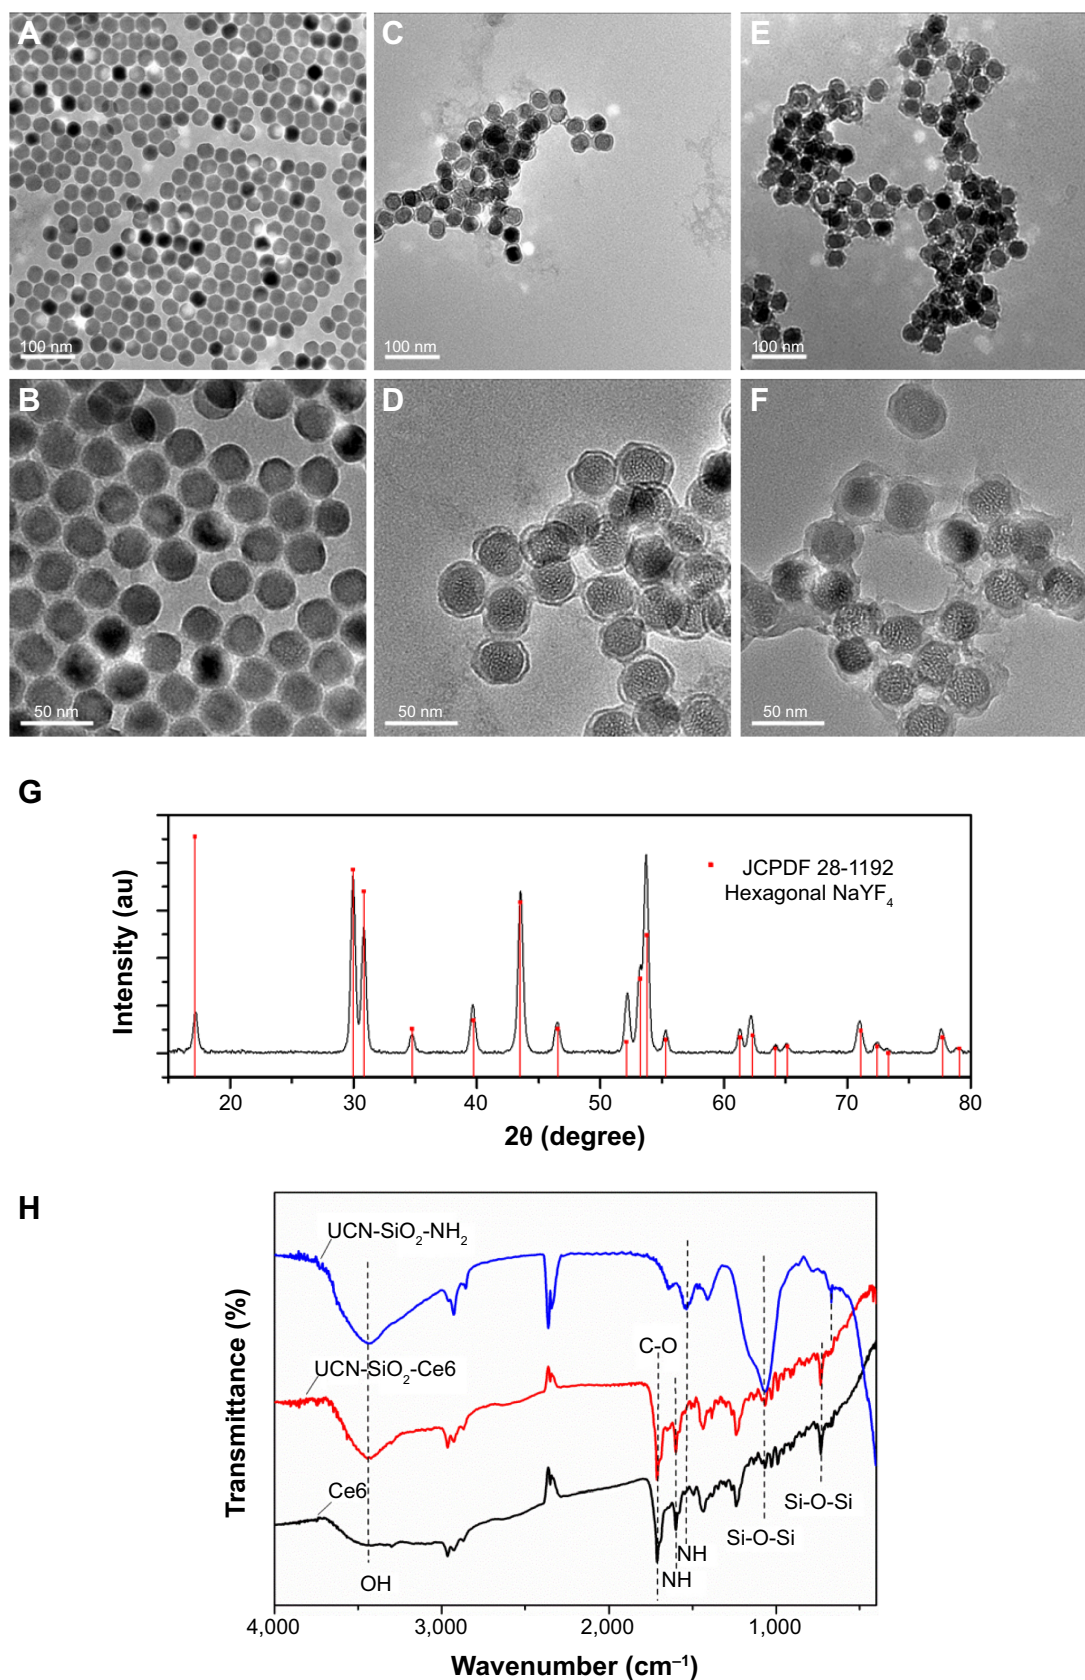 A
C
E
100 nm
100 nm
100 nm
B
D
F
50 nm
50 nm
50 nm
G
Intensity (au)
JCPDF 28-1192
Hexagonal NaYF₄
20 30 40 50 60 70 80
2θ (degree)
H
Transmittance (%)
UCN-SiO₂-NH₂
UCN-SiO₂-Ce6
Ce6
C-O
OH
NH
NH
Si-O-Si
Si-O-Si
4,000 3,000 2,000 1,000
Wavenumber (cm⁻¹)